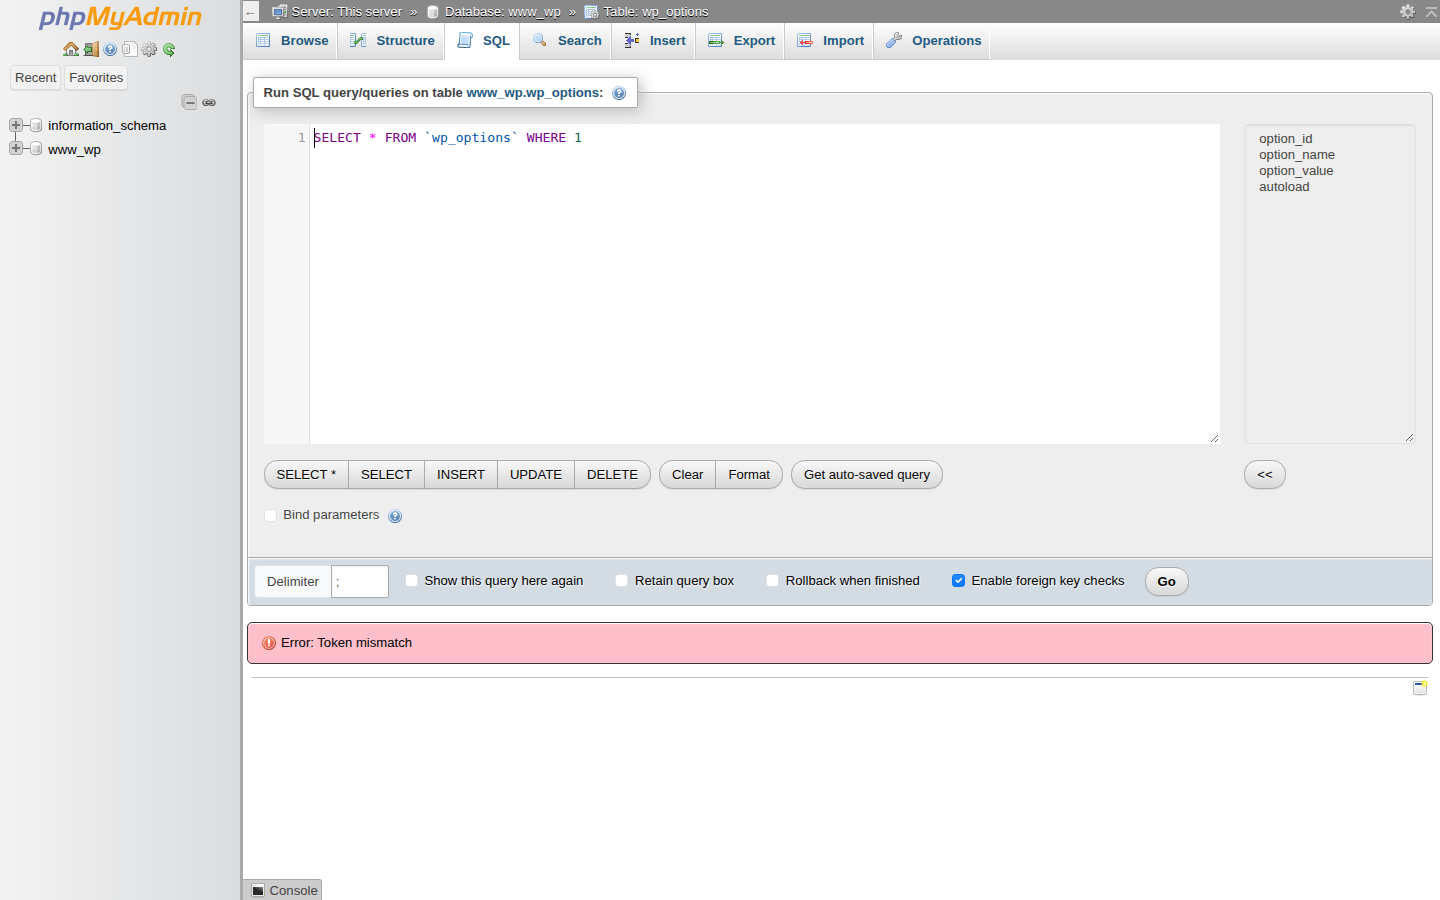 phpMyAdmin
Recent Favorites
information_schema
www_wp
← Server: This server » Database: www_wp » Table: wp_options
Browse Structure SQL Search Insert Export Import Operations
Run SQL query/queries on table www_wp.wp_options:
1 SELECT * FROM `wp_options` WHERE 1
option_id
option_name
option_value
autoload
SELECT * SELECT INSERT UPDATE DELETE Clear Format Get auto-saved query <<
Bind parameters
Delimiter ; Show this query here again Retain query box Rollback when finished Enable foreign key checks Go
Error: Token mismatch
Console